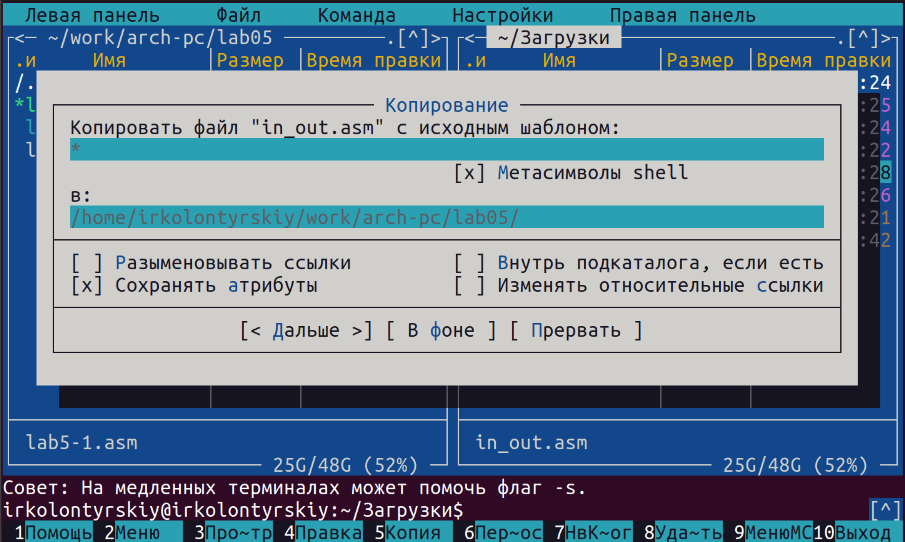 Левая панель Файл Команда Настройки Правая панель
<─ ~/work/arch-pc/lab05 .[^]> <─ ~/Загрузки .[^]>
.и Имя Размер Время правки .и Имя Размер Время правки
/. :24
*l :25
l :24
l :22
:28
:26
:21
:42
Копирование
Копировать файл "in_out.asm" с исходным шаблоном:
*
[x] Метасимволы shell
в:
/home/irkolontyrskiy/work/arch-pc/lab05/
[ ] Разыменовывать ссылки [ ] Внутрь подкаталога, если есть
[x] Сохранять атрибуты [ ] Изменять относительные ссылки
[< Дальше >] [ В фоне ] [ Прервать ]
lab5-1.asm in_out.asm
25G/48G (52%) 25G/48G (52%)
Совет: На медленных терминалах может помочь флаг -s.
irkolontyrskiy@irkolontyrskiy:~/Загрузки$ [^]
1Помощь 2Меню 3Про~тр 4Правка 5Копия 6Пер~ос 7НвК~ог 8Уда~ть 9МенюMC 10Выход